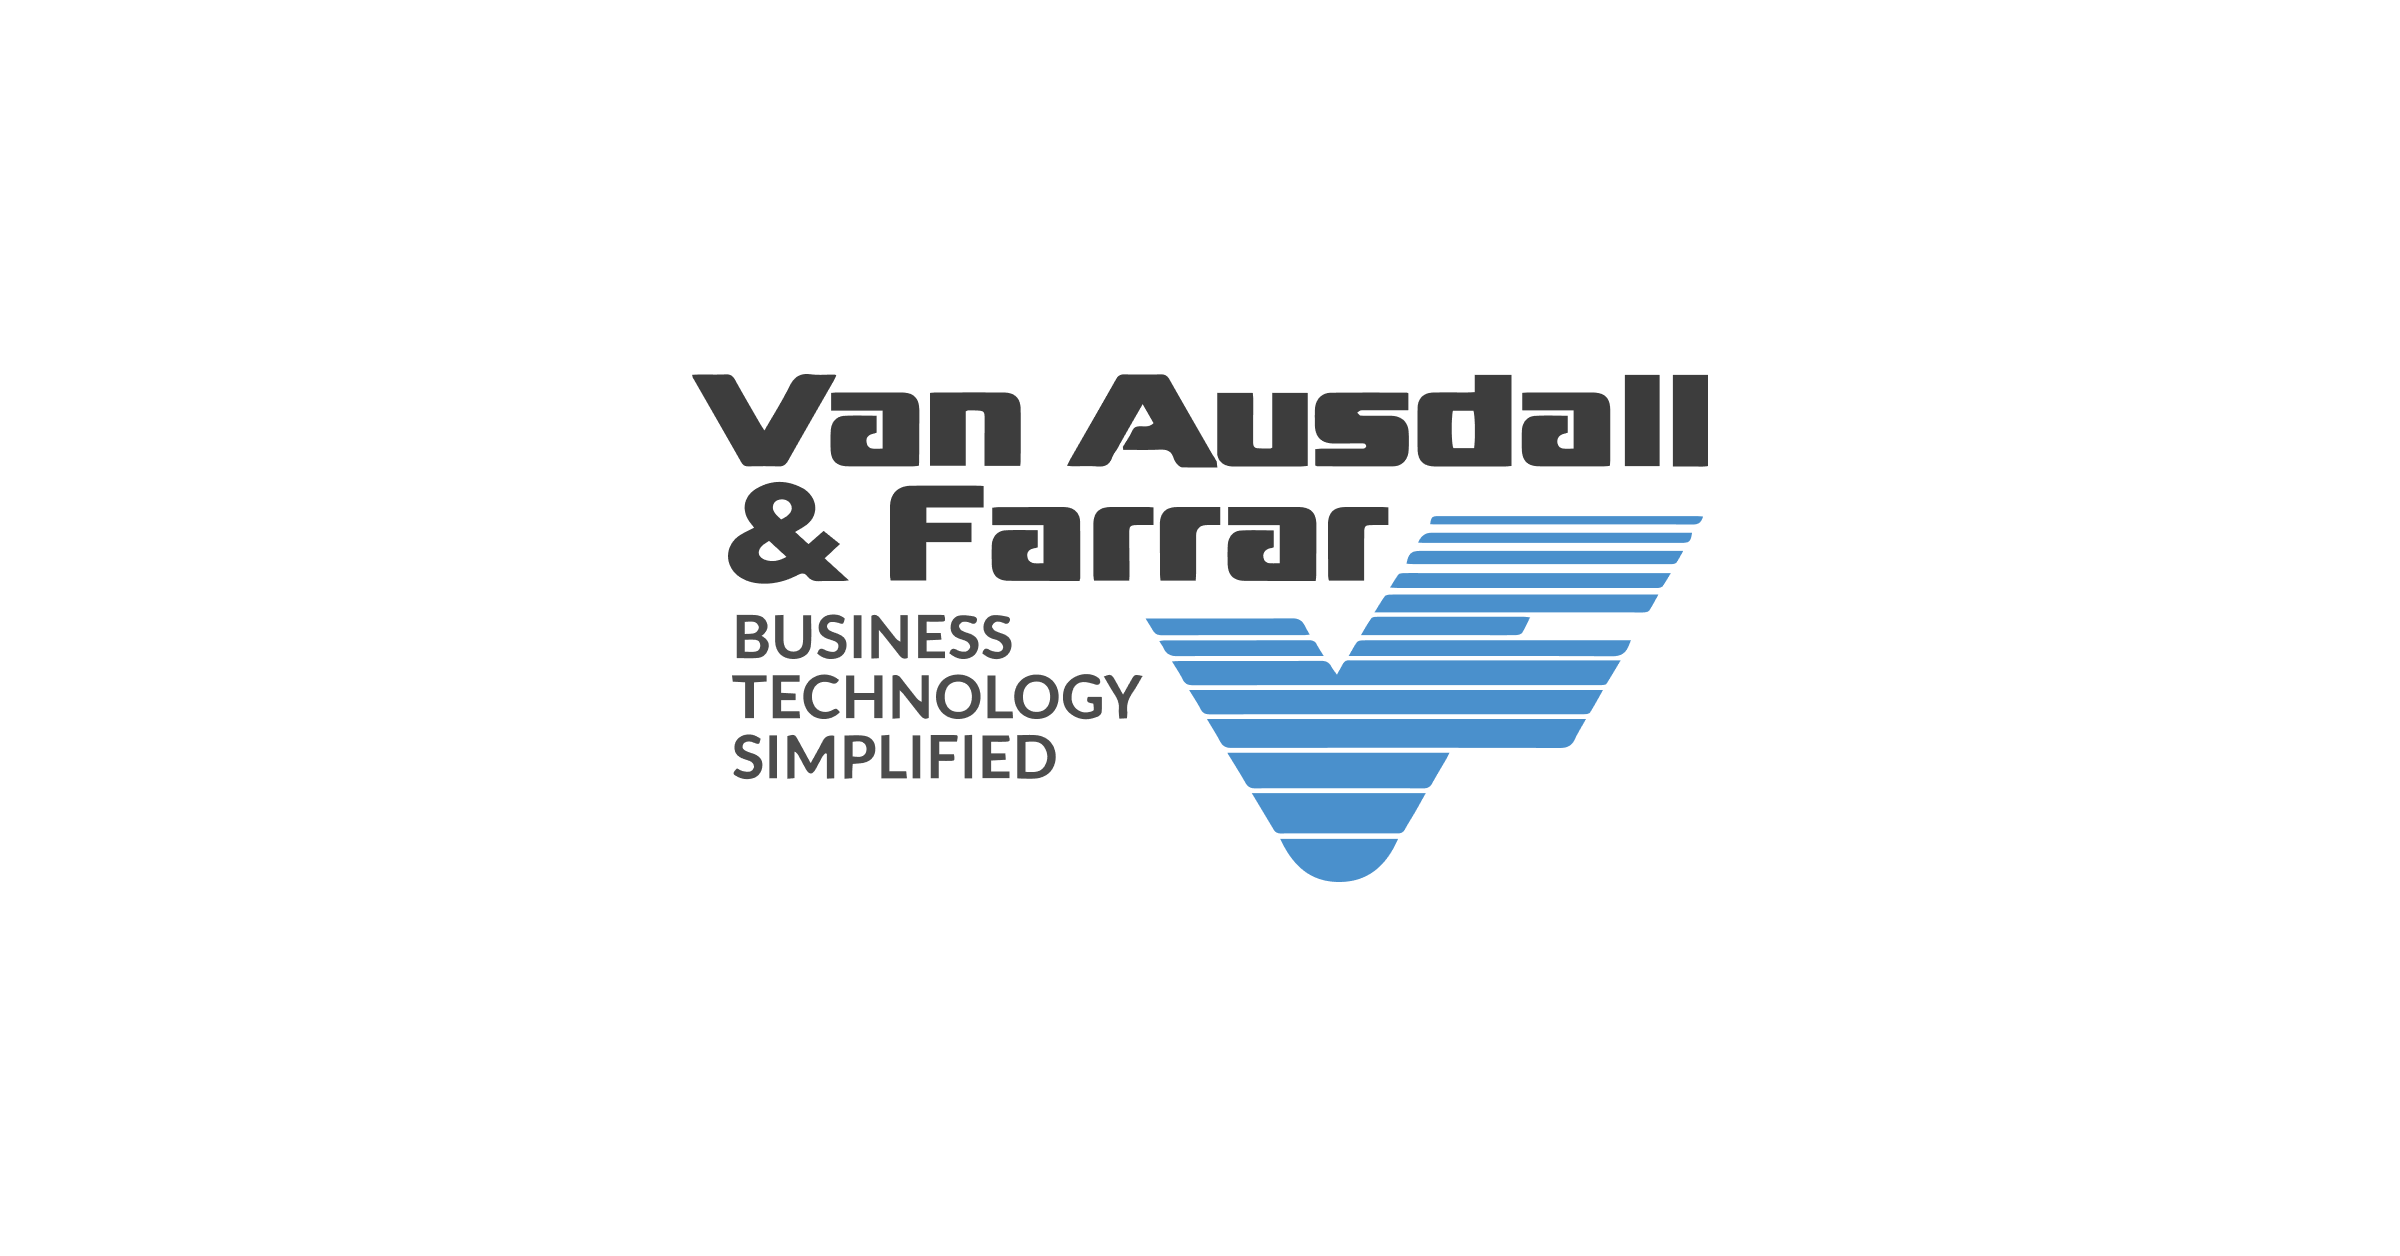 Van Ausdall
& Farrar
BUSINESS
TECHNOLOGY
SIMPLIFIED